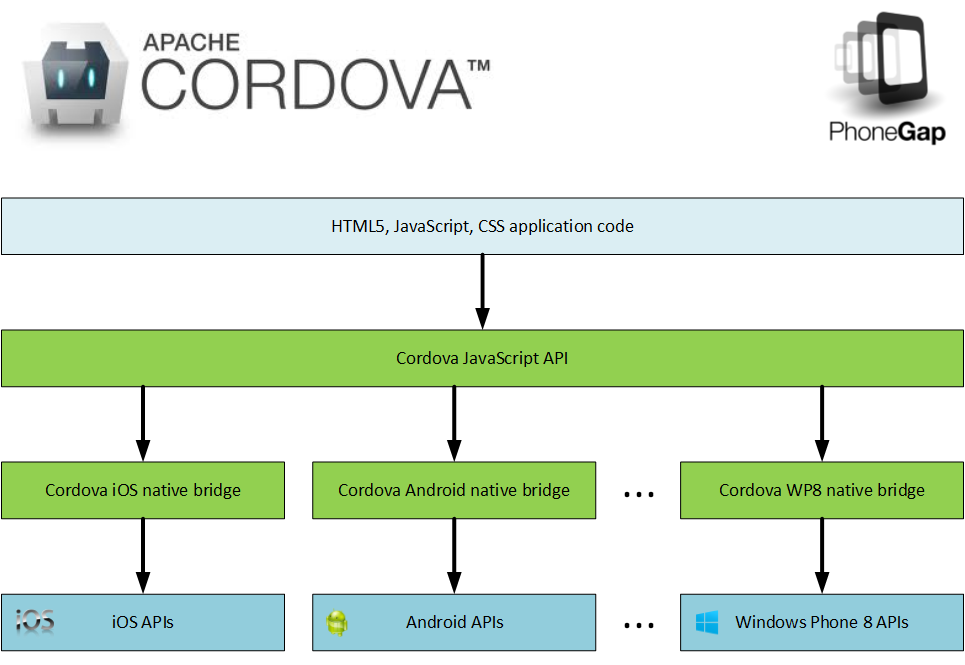 APACHE
CORDOVA™
PhoneGap
HTML5, JavaScript, CSS application code
Cordova JavaScript API
Cordova iOS native bridge
Cordova Android native bridge
...
Cordova WP8 native bridge
iOS
iOS APIs
Android APIs
...
Windows Phone 8 APIs